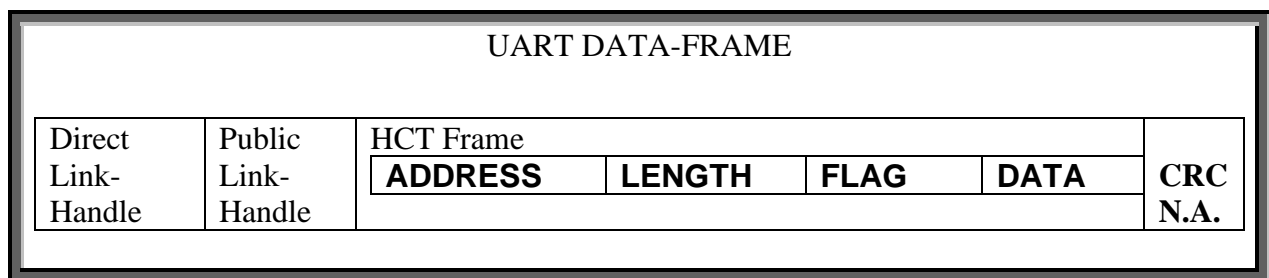 UART DATA-FRAME
Direct Link-Handle
Public Link-Handle
HCT Frame
ADDRESS LENGTH FLAG DATA
CRC N.A.